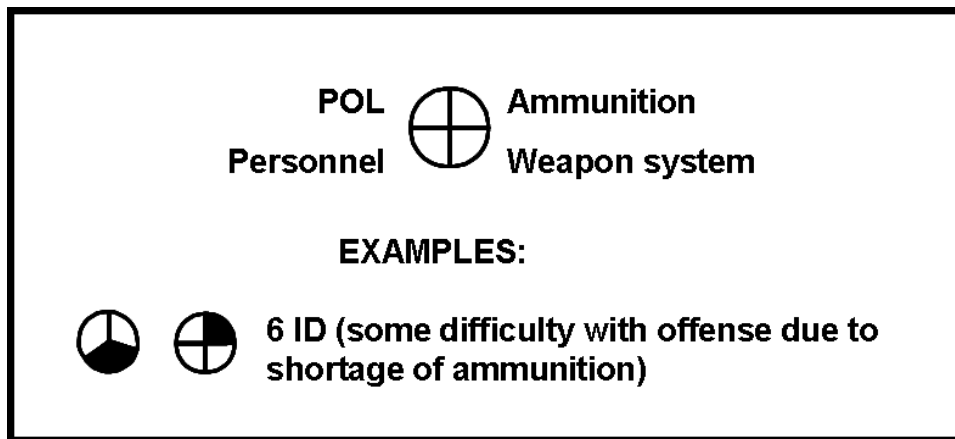 POL Ammunition
Personnel Weapon system
EXAMPLES:
6 ID (some difficulty with offense due to
shortage of ammunition)